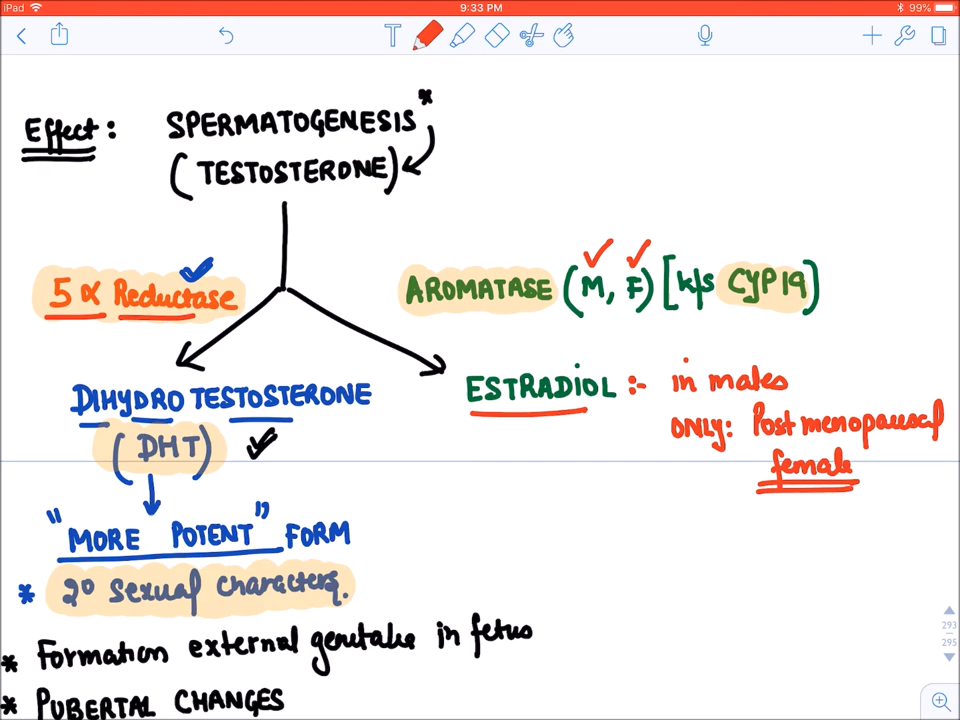 iPad 9:33 PM 99%
T
Effect : SPERMATOGENESIS*
(TESTOSTERONE)
5 α Reductase AROMATASE (M, F) [k/s CYP19]
DIHYDRO TESTOSTERONE ESTRADIOL :- in males
(DHT) ONLY: Post menopausal
female
"MORE POTENT" FORM
* 2° sexual characters.
* Formation external genetalie in fetus
* PUBERTAL CHANGES
293
295